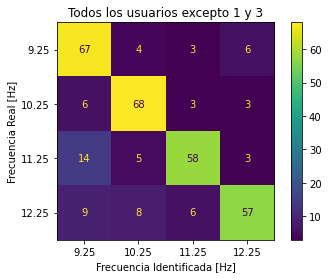 Todos los usuarios excepto 1 y 3
Frecuencia Real [Hz]
9.25 67 4 3 6
10.25 6 68 3 3
11.25 14 5 58 3
12.25 9 8 6 57
9.25 10.25 11.25 12.25
Frecuencia Identificada [Hz]
60
50
40
30
20
10